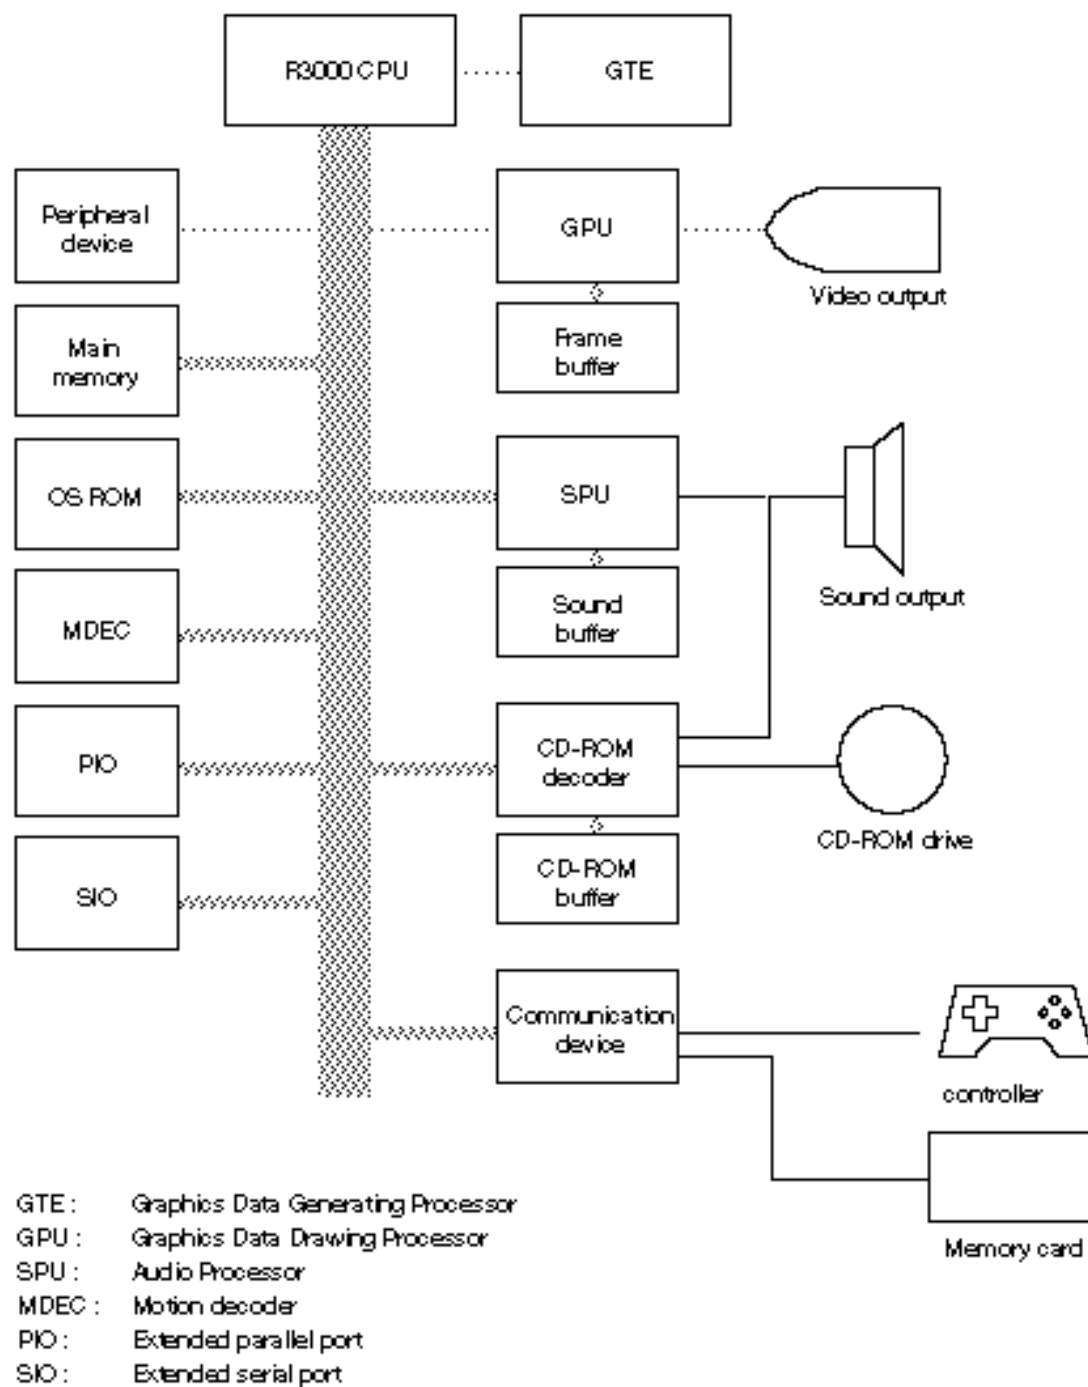 R3000 CPU
GTE
Peripheral
device
GPU
Video output
Main
memory
Frame
buffer
OS ROM
SPU
Sound output
MDEC
Sound
buffer
PIO
CD-ROM
decoder
CD-ROM drive
SIO
CD-ROM
buffer
Communication
device
controller
Memory card
GTE : Graphics Data Generating Processor
GPU : Graphics Data Drawing Processor
SPU : Audio Processor
MDEC : Motion decoder
PIO : Extended parallel port
SIO : Extended serial port